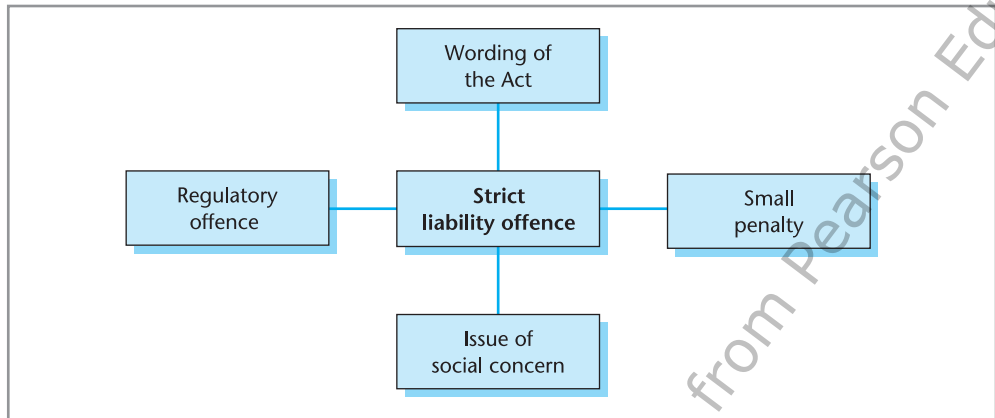 Wording of
the Act
Regulatory
offence
Strict
liability offence
Small
penalty
Issue of
social concern
from Pearson Ed